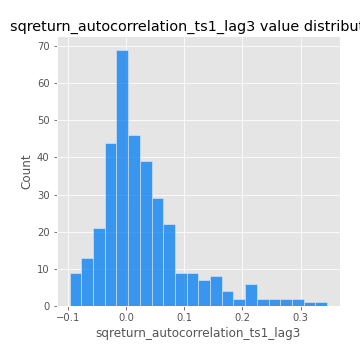 sqreturn_autocorrelation_ts1_lag3 value distribut
70
60
50
40
30
20
10
0
Count
−0.1 0.0 0.1 0.2 0.3
sqreturn_autocorrelation_ts1_lag3